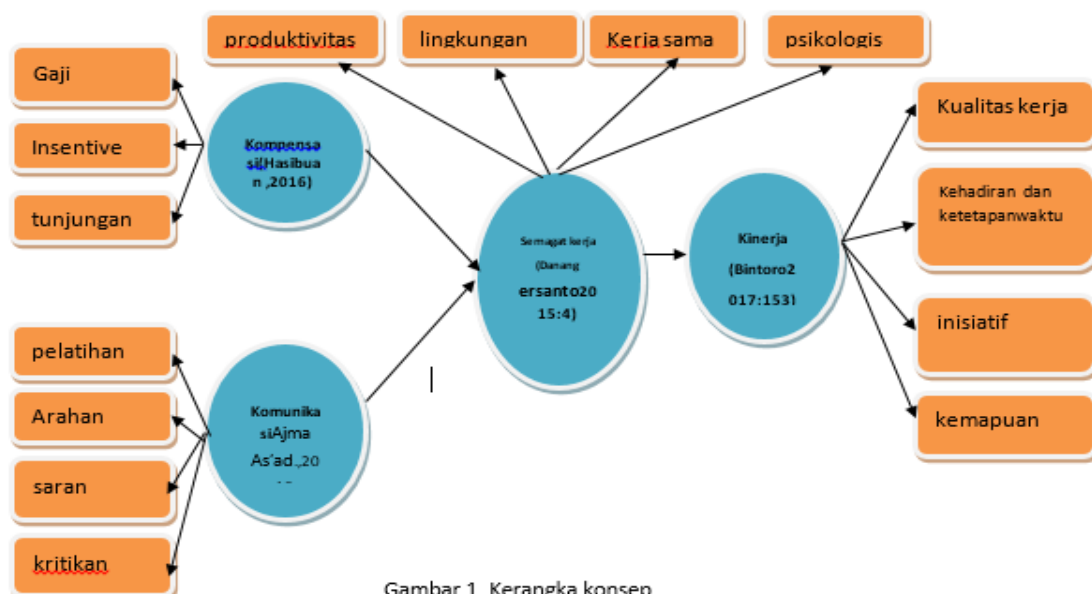 produktivitas
lingkungan
Kerja sama
psikologis
Gaji
Insentive
tunjungan
Kompensa
si(Hasibua
n ,2016)
Semagat kerja
(Danang
ersanto20
15:4)
Kinerja
(Bintoro2
017:153)
Kualitas kerja
Kehadiran dan
ketetapanwaktu
inisiatif
kemapuan
pelatihan
Arahan
saran
kritikan
Komunika
siAjma
As'ad.,20
Gambar 1. Kerangka konsep